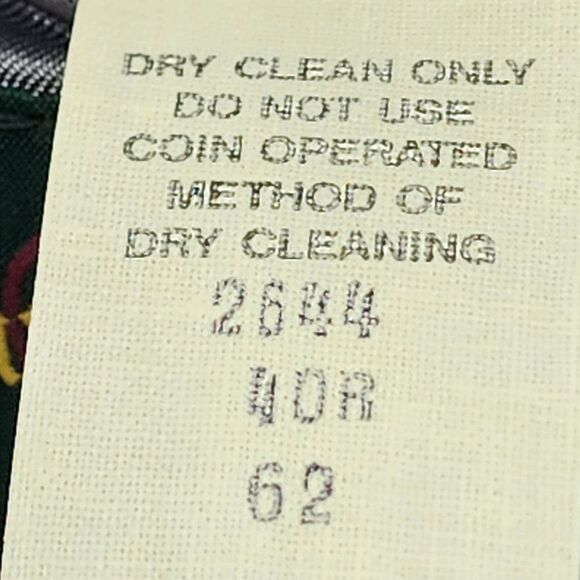 DRY CLEAN ONLY
DO NOT USE
COIN OPERATED
METHOD OF
DRY CLEANING
2644
40R
62